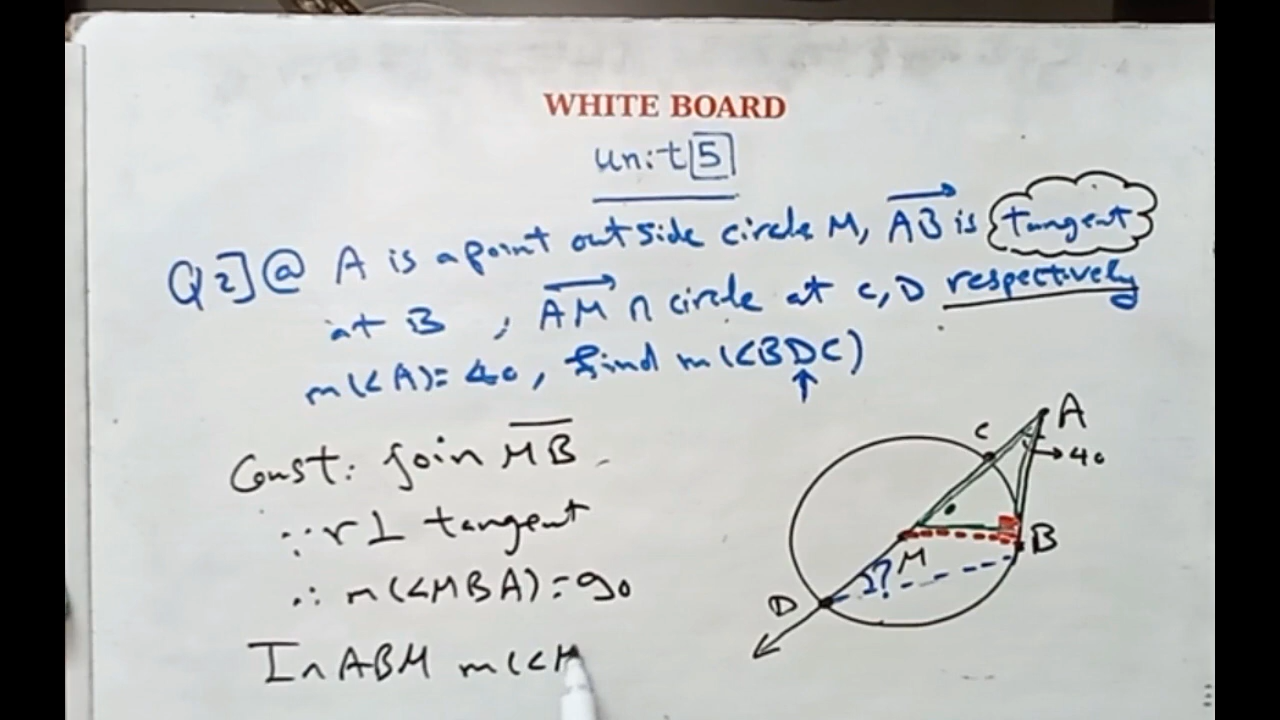 WHITE BOARD
unit 5
Q2] ⓐ A is a point outside circle M, AB is tangent
at B , AM ∩ circle at C, D respectively
m(<A)= 40 , find m(<BDC)
↑
Const: join MB
∵ r ⊥ tangent
∴ m(<MBA)= 90
In ABM m(<M
A
C
40
B
M
?
D